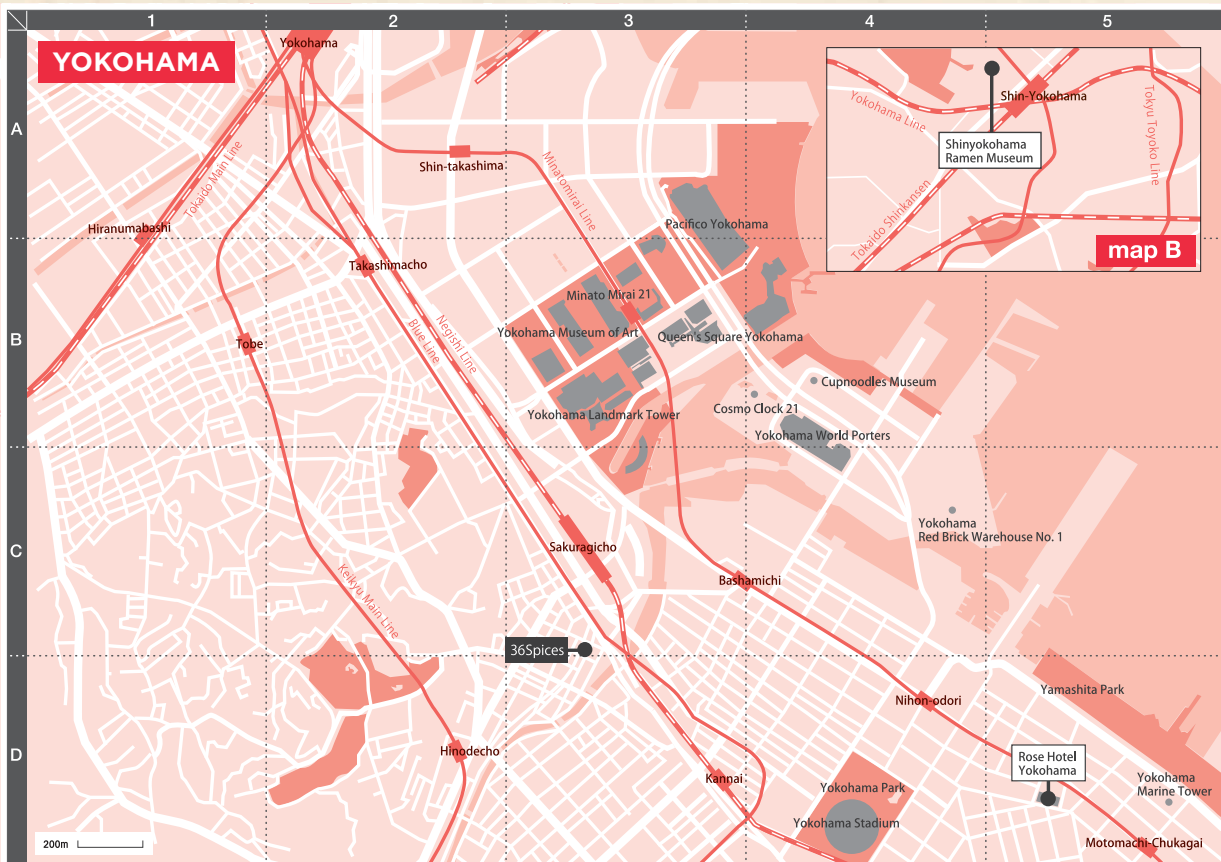 1
2
3
4
5
A
B
C
D
YOKOHAMA
Yokohama
Shin-takashima
Minatomirai Line
Tokaido Main Line
Hiranumabashi
Takashimacho
Pacifico Yokohama
Yokohama Line
Shin-Yokohama
Tokyu Toyoko Line
Shinyokohama
Ramen Museum
Tokaido Shinkansen
map B
Minato Mirai 21
Yokohama Museum of Art
Queen's Square Yokohama
Tobe
Blue Line
Negishi Line
Cupnoodles Museum
Cosmo Clock 21
Yokohama Landmark Tower
Yokohama World Porters
Yokohama
Red Brick Warehouse No. 1
Sakuragicho
Bashamichi
Keikyu Main Line
36Spices
Nihon-odori
Yamashita Park
Hinodecho
Kannai
Rose Hotel
Yokohama
Yokohama Park
Yokohama Stadium
Yokohama
Marine Tower
Motomachi-Chukagai
200m